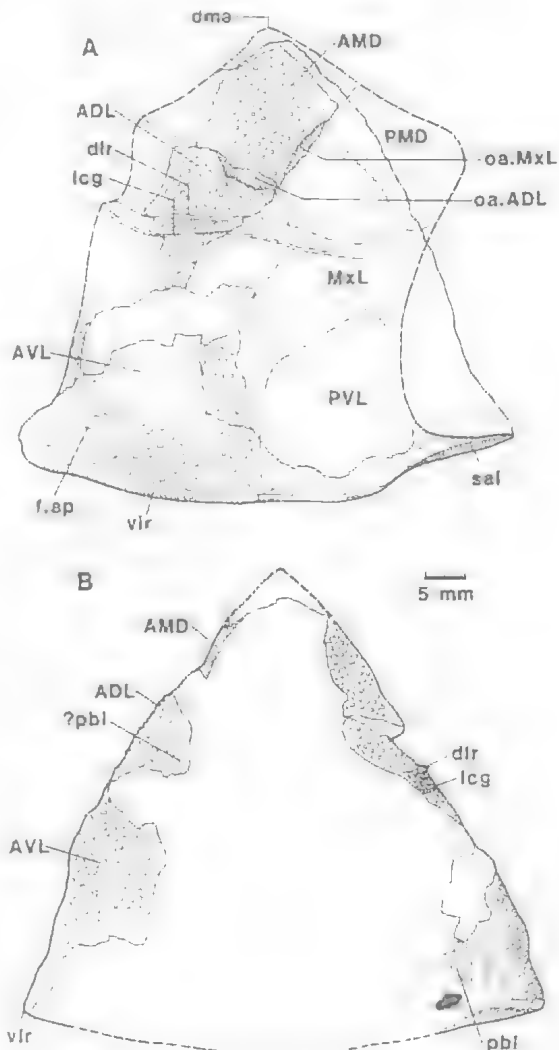 dma
A
AMD
ADL
PMD
dlr
oa.MxL
lcg
oa.ADL
MxL
AVL
PVL
sal
f.ap
vlr
B
5 mm
AMD
ADL
?pbl
dlr
lcg
AVL
vlr
pbl